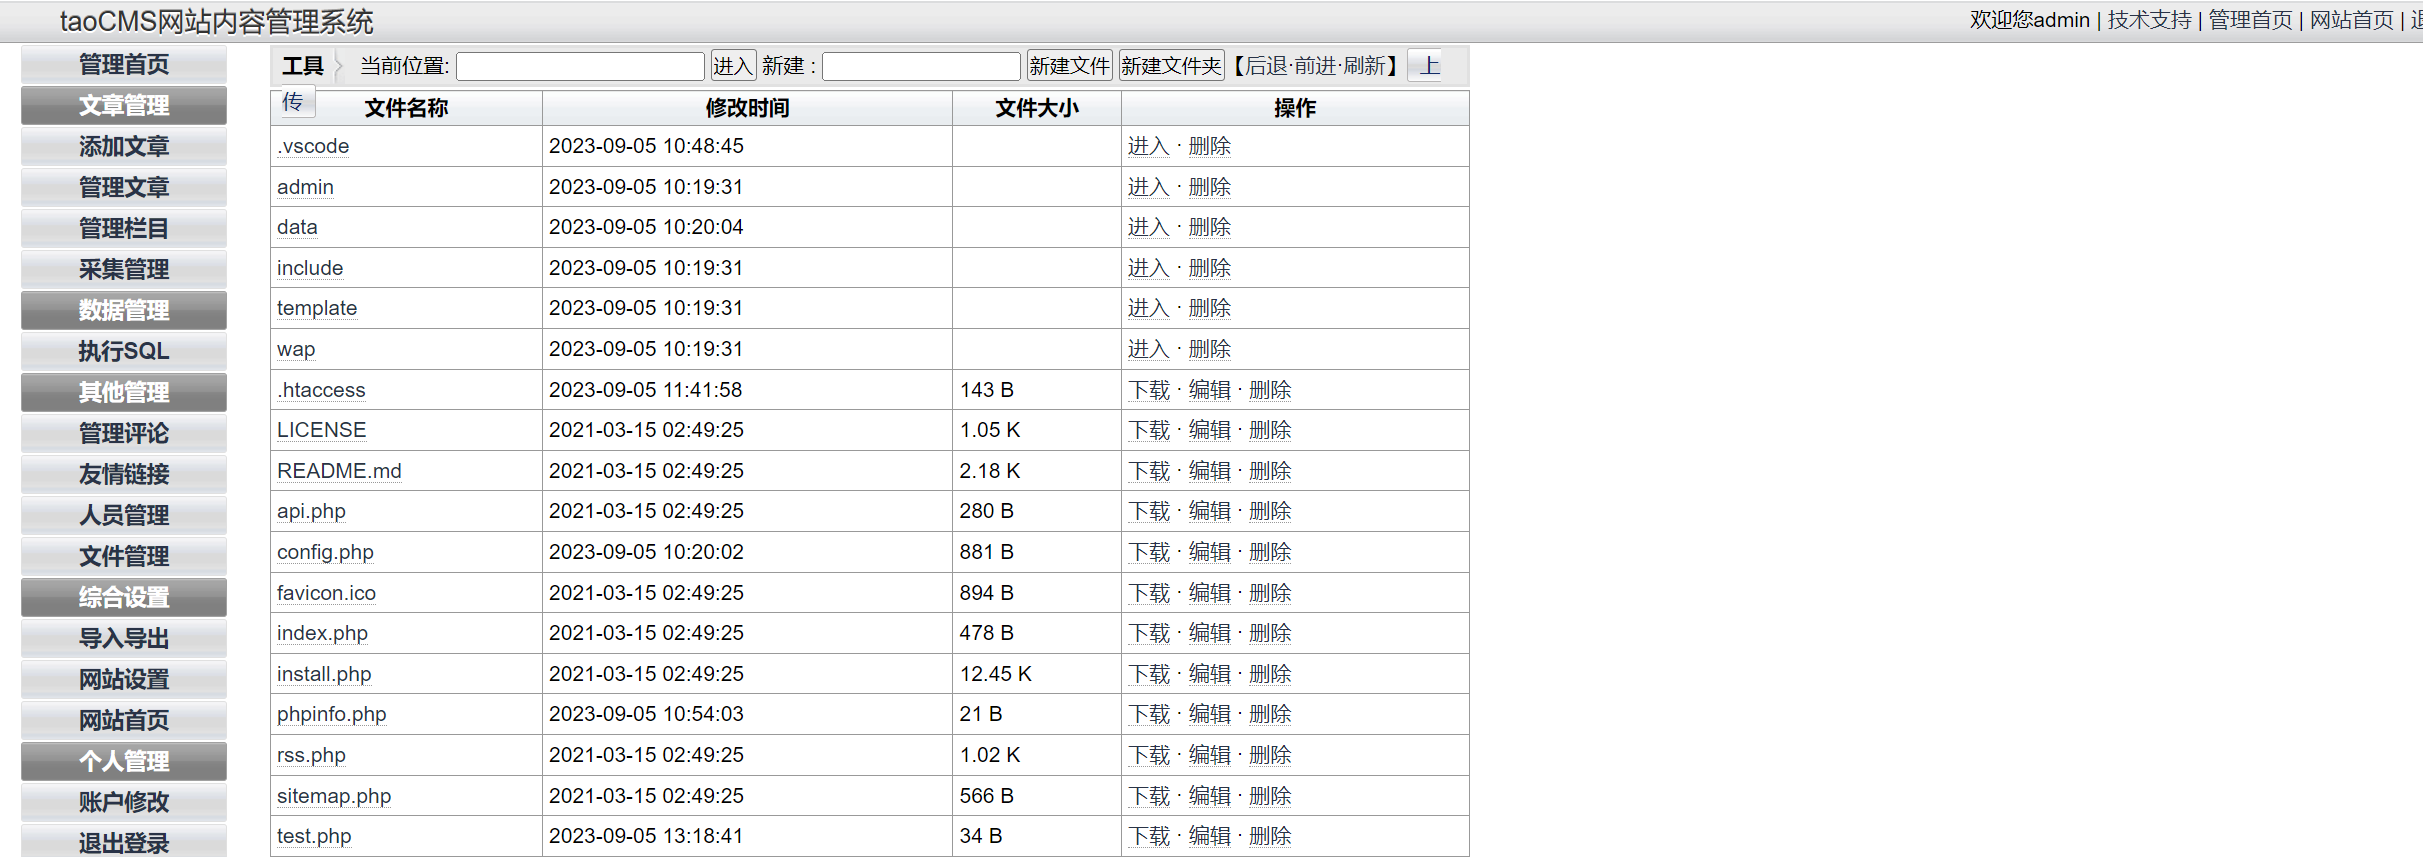 taoCMS网站内容管理系统
欢迎您admin | 技术支持 | 管理首页 | 网站首页 |
管理首页
文章管理
添加文章
管理文章
管理栏目
采集管理
数据管理
执行SQL
其他管理
管理评论
友情链接
人员管理
文件管理
综合设置
导入导出
网站设置
网站首页
个人管理
账户修改
退出登录
工具 当前位置: 进入 新建 : 新建文件 新建文件夹 【后退·前进·刷新】 上
传 文件名称 修改时间 文件大小 操作
.vscode 2023-09-05 10:48:45 进入 · 删除
admin 2023-09-05 10:19:31 进入 · 删除
data 2023-09-05 10:20:04 进入 · 删除
include 2023-09-05 10:19:31 进入 · 删除
template 2023-09-05 10:19:31 进入 · 删除
wap 2023-09-05 10:19:31 进入 · 删除
.htaccess 2023-09-05 11:41:58 143 B 下载 · 编辑 · 删除
LICENSE 2021-03-15 02:49:25 1.05 K 下载 · 编辑 · 删除
README.md 2021-03-15 02:49:25 2.18 K 下载 · 编辑 · 删除
api.php 2021-03-15 02:49:25 280 B 下载 · 编辑 · 删除
config.php 2023-09-05 10:20:02 881 B 下载 · 编辑 · 删除
favicon.ico 2021-03-15 02:49:25 894 B 下载 · 编辑 · 删除
index.php 2021-03-15 02:49:25 478 B 下载 · 编辑 · 删除
install.php 2021-03-15 02:49:25 12.45 K 下载 · 编辑 · 删除
phpinfo.php 2023-09-05 10:54:03 21 B 下载 · 编辑 · 删除
rss.php 2021-03-15 02:49:25 1.02 K 下载 · 编辑 · 删除
sitemap.php 2021-03-15 02:49:25 566 B 下载 · 编辑 · 删除
test.php 2023-09-05 13:18:41 34 B 下载 · 编辑 · 删除